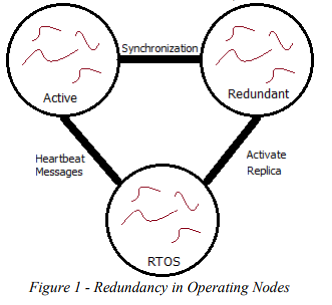 Synchronization
Active
Redundant
Heartbeat
Messages
Activate
Replica
RTOS
Figure 1 - Redundancy in Operating Nodes